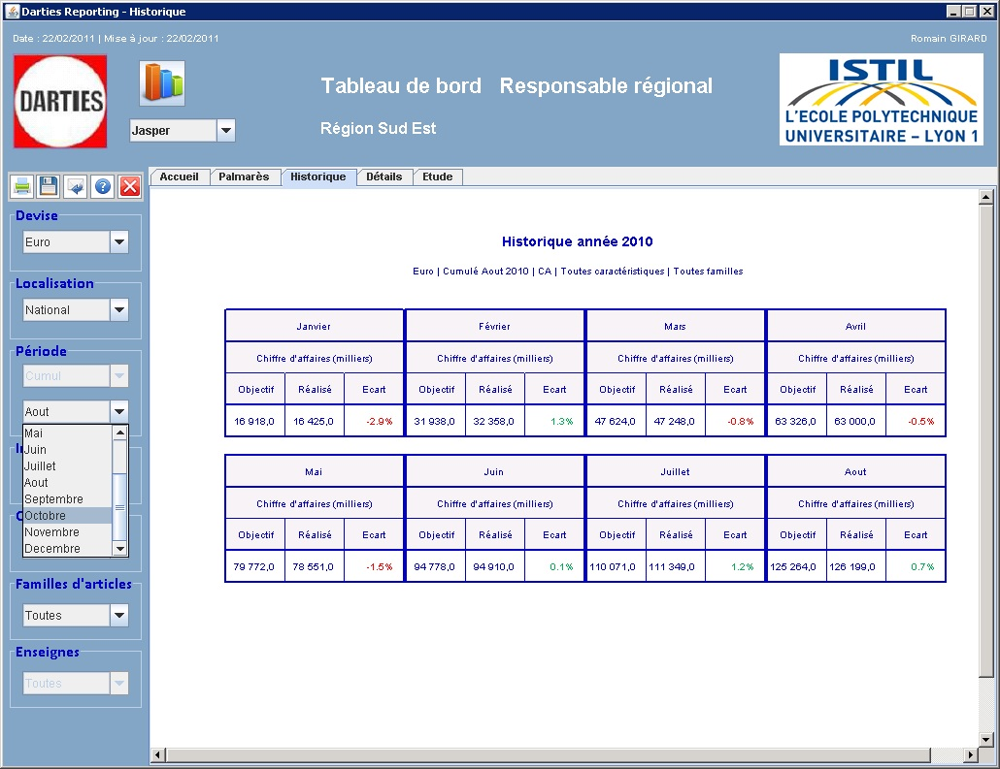 Darties Reporting - Historique
Date : 22/02/2011 | Mise à jour : 22/02/2011
Romain GIRARD
DARTIES
Jasper
Tableau de bord Responsable régional
Région Sud Est
ISTIL
L'ECOLE POLYTECHNIQUE
UNIVERSITAIRE – LYON 1
Accueil Palmarès Historique Détails Etude
Devise
Euro
Localisation
National
Période
Cumul
Aout
Mai
Juin
Juillet
Aout
Septembre
Octobre
Novembre
Decembre
Familles d'articles
Toutes
Enseignes
Toutes
Historique année 2010
Euro | Cumulé Aout 2010 | CA | Toutes caractéristiques | Toutes familles
Janvier Février Mars Avril
Chiffre d'affaires (milliers) Chiffre d'affaires (milliers) Chiffre d'affaires (milliers) Chiffre d'affaires (milliers)
Objectif Réalisé Ecart Objectif Réalisé Ecart Objectif Réalisé Ecart Objectif Réalisé Ecart
16 918,0 16 425,0 -2.9% 31 938,0 32 358,0 1.3% 47 624,0 47 248,0 -0.8% 63 326,0 63 000,0 -0.5%
Mai Juin Juillet Aout
Chiffre d'affaires (milliers) Chiffre d'affaires (milliers) Chiffre d'affaires (milliers) Chiffre d'affaires (milliers)
Objectif Réalisé Ecart Objectif Réalisé Ecart Objectif Réalisé Ecart Objectif Réalisé Ecart
79 772,0 78 551,0 -1.5% 94 778,0 94 910,0 0.1% 110 071,0 111 349,0 1.2% 125 264,0 126 199,0 0.7%